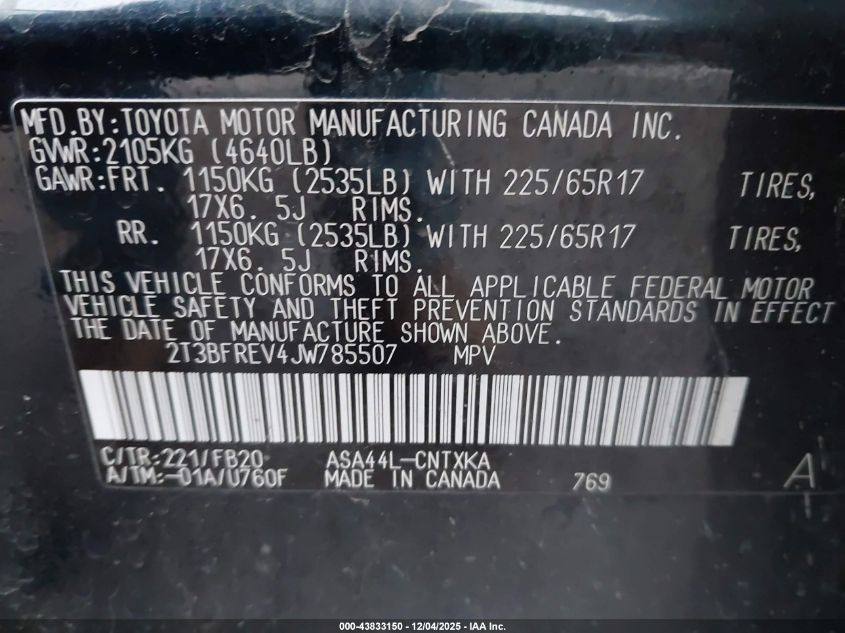 MFD.BY:TOYOTA MOTOR MANUFACTURING CANADA INC.
GVWR:2105KG (4640LB)
GAWR:FRT. 1150KG (2535LB) WITH 225/65R17 TIRES,
17X6. 5J RIMS.
RR. 1150KG (2535LB) WITH 225/65R17 TIRES,
17X6. 5J RIMS.
THIS VEHICLE CONFORMS TO ALL APPLICABLE FEDERAL MOTOR
VEHICLE SAFETY AND THEFT PREVENTION STANDARDS IN EFFECT
THE DATE OF MANUFACTURE SHOWN ABOVE.
2T3BFREV4JW785507 MPV
C/TR:221/FB20 ASA44L-CNTXKA
A/TM:-01A/U760F MADE IN CANADA 769 A
000-43833150 - 12/04/2025 - IAA Inc.